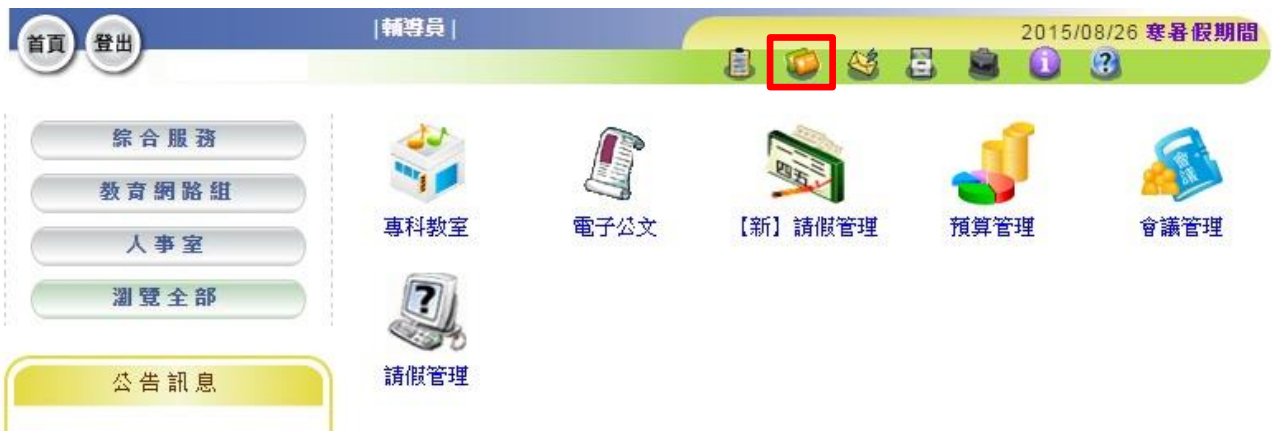 首頁
登出
|輔導員|
2015/08/26 寒暑假期間
綜合服務
教育網路組
人事室
瀏覽全部
公告訊息
專科教室
電子公文
【新】請假管理
預算管理
會議
會議管理
請假管理